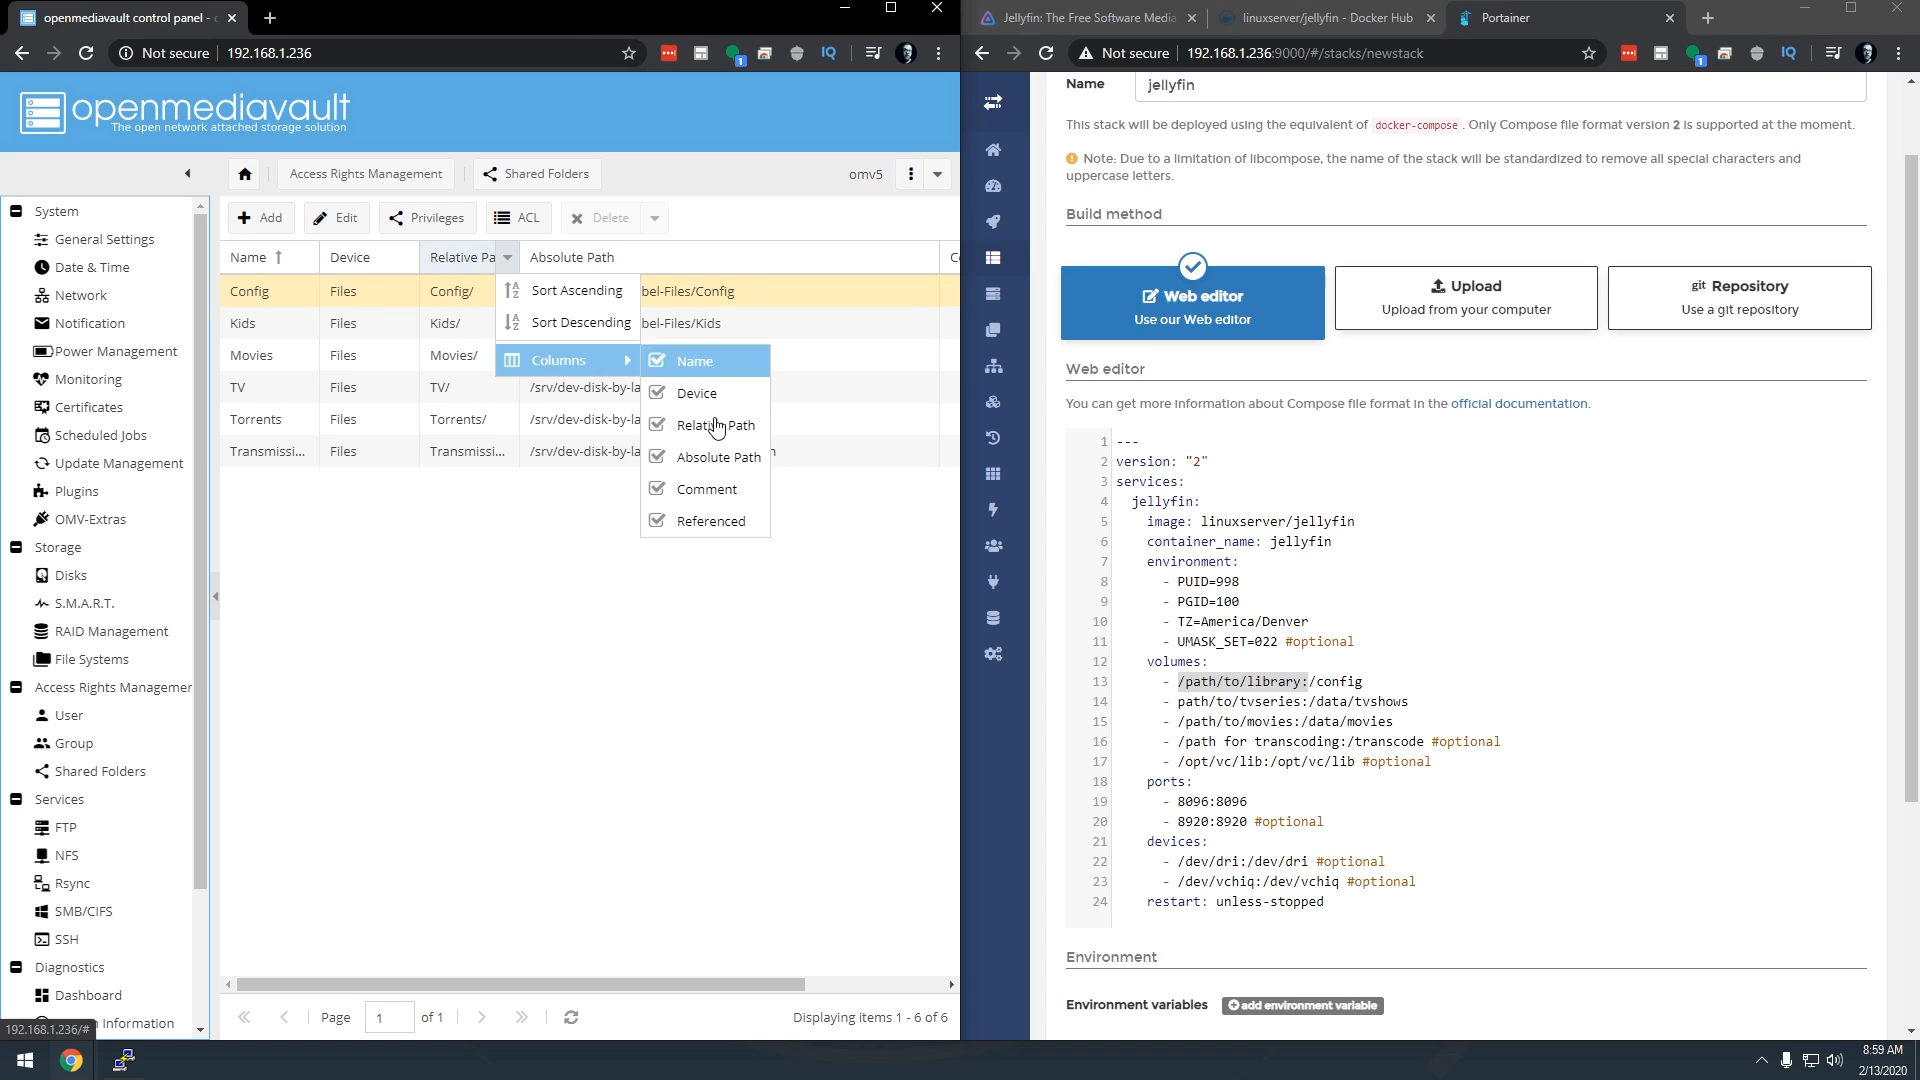 openmediavault control panel - c
Not secure
192.168.1.236
openmediavault
The open network attached storage solution
Access Rights Management
Shared Folders
omv5
Add
Edit
Privileges
ACL
Delete
Name
Device
Relative Pa
Absolute Path
Config
Files
Config/
bel-Files/Config
Kids
Files
Kids/
bel-Files/Kids
Movies
Files
Movies/
TV
Files
TV/
/srv/dev-disk-by-la
Torrents
Files
Torrents/
/srv/dev-disk-by-la
Transmissi...
Files
Transmissi...
/srv/dev-disk-by-la
n
Sort Ascending
Sort Descending
Columns
Name
Device
Relative Path
Absolute Path
Comment
Referenced
System
General Settings
Date & Time
Network
Notification
Power Management
Monitoring
Certificates
Scheduled Jobs
Update Management
Plugins
OMV-Extras
Storage
Disks
S.M.A.R.T.
RAID Management
File Systems
Access Rights Managemer
User
Group
Shared Folders
Services
FTP
NFS
Rsync
SMB/CIFS
SSH
Diagnostics
Dashboard
Information
192.168.1.236/#
Page
1
of 1
Displaying items 1 - 6 of 6
Jellyfin: The Free Software Media
linuxserver/jellyfin - Docker Hub
Portainer
Not secure
192.168.1.236:9000/#/stacks/newstack
Name
jellyfin
This stack will be deployed using the equivalent of docker-compose . Only Compose file format version 2 is supported at the moment.
Note: Due to a limitation of libcompose, the name of the stack will be standardized to remove all special characters and
uppercase letters.
Build method
Web editor
Use our Web editor
Upload
Upload from your computer
git Repository
Use a git repository
Web editor
You can get more information about Compose file format in the official documentation.
1 ---
2 version: "2"
3 services:
4 jellyfin:
5 image: linuxserver/jellyfin
6 container_name: jellyfin
7 environment:
8 - PUID=998
9 - PGID=100
10 - TZ=America/Denver
11 - UMASK_SET=022 #optional
12 volumes:
13 - /path/to/library:/config
14 - path/to/tvseries:/data/tvshows
15 - /path/to/movies:/data/movies
16 - /path for transcoding:/transcode #optional
17 - /opt/vc/lib:/opt/vc/lib #optional
18 ports:
19 - 8096:8096
20 - 8920:8920 #optional
21 devices:
22 - /dev/dri:/dev/dri #optional
23 - /dev/vchiq:/dev/vchiq #optional
24 restart: unless-stopped
Environment
Environment variables
add environment variable
8:59 AM
2/13/2020